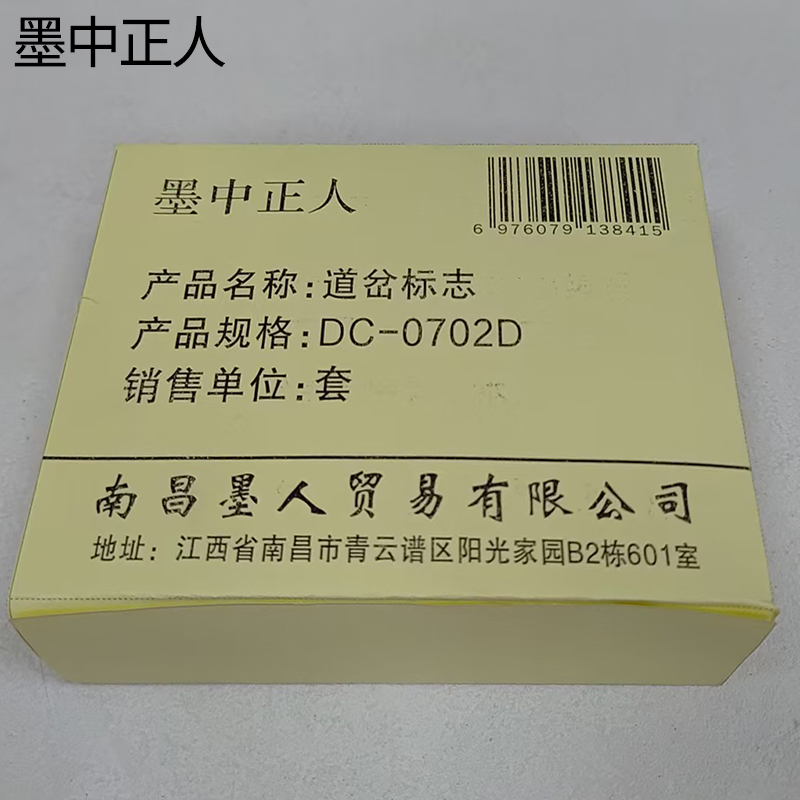 墨中正人
墨中正人
6 976079 138415
产品名称:道岔标志
产品规格:DC-0702D
销售单位:套
南昌墨人贸易有限公司
地址：江西省南昌市青云谱区阳光家园B2栋601室